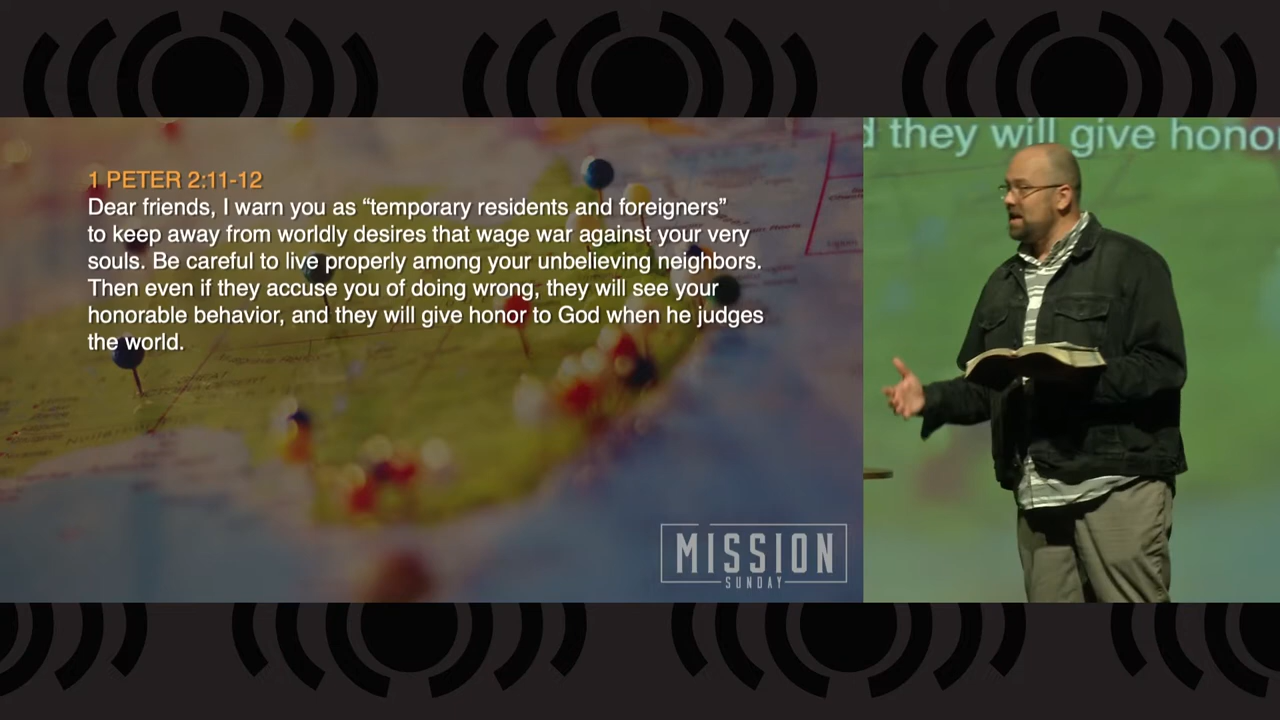 1 PETER 2:11-12
Dear friends, I warn you as “temporary residents and foreigners”
to keep away from worldly desires that wage war against your very
souls. Be careful to live properly among your unbelieving neighbors.
Then even if they accuse you of doing wrong, they will see your
honorable behavior, and they will give honor to God when he judges
the world.
MISSION
SUNDAY
they will give